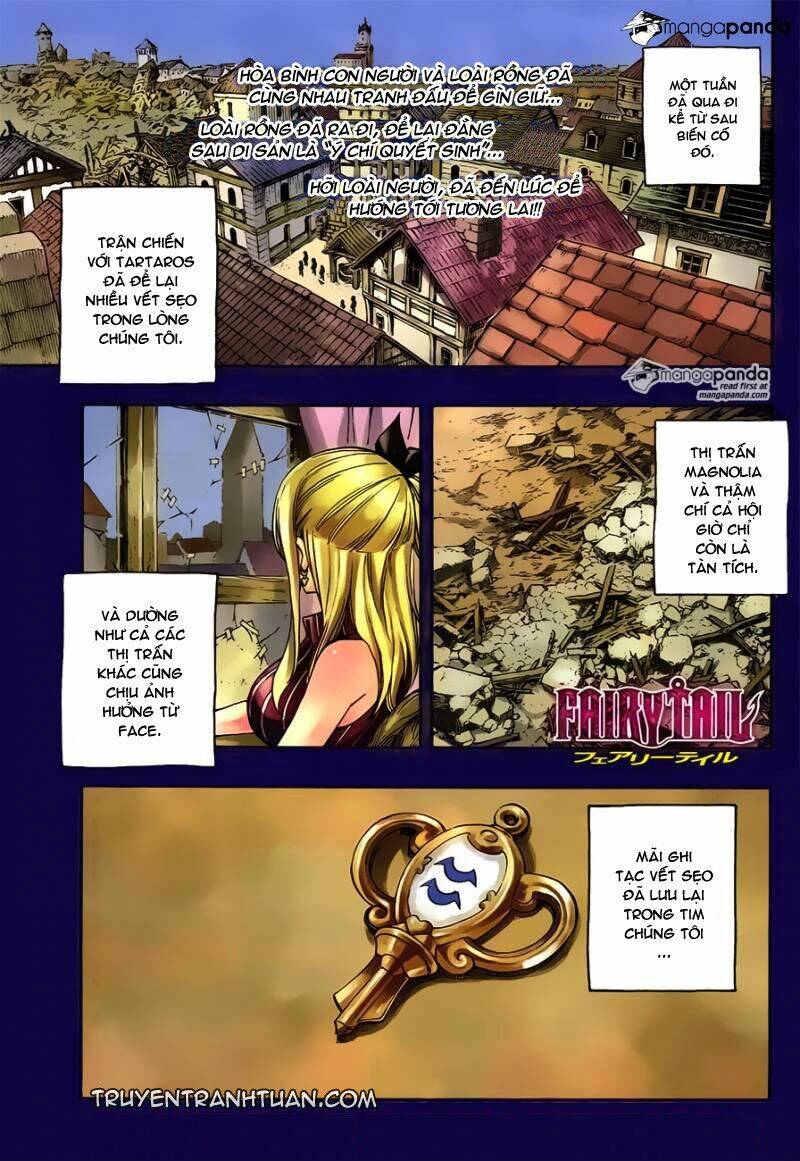 mangapanda
HÒA BÌNH CON NGƯỜI VÀ LOÀI RỒNG ĐÃ
CÙNG NHAU TRANH ĐẤU ĐỂ GÌN GIỮ...
LOÀI RỒNG ĐÃ RA ĐI, ĐỂ LẠI ĐẰNG
SAU DI SẢN LÀ "Ý CHÍ QUYẾT SINH"...
HỠI LOÀI NGƯỜI, ĐÃ ĐẾN LÚC ĐỂ
HƯỚNG TỚI TƯƠNG LAI!!
MỘT TUẦN
ĐÃ QUA ĐI
KỂ TỪ SAU
BIẾN CỐ
ĐÓ.
TRẬN CHIẾN
VỚI TARTAROS
ĐÃ ĐỂ LẠI
NHIỀU VẾT SẸO
TRONG LÒNG
CHÚNG TÔI.
mangapanda
read first at
mangapanda.com
THỊ TRẤN
MAGNOLIA
VÀ THẬM
CHÍ CẢ HỘI
GIỜ CHỈ
CÒN LÀ
TÀN TÍCH.
VÀ DƯỜNG
NHƯ CẢ CÁC
THỊ TRẤN
KHÁC CŨNG
CHỊU ẢNH
HƯỞNG TỪ
FACE.
FAIRY TAIL
フェアリーテイル
MÃI GHI
TẠC VẾT SẸO
ĐÃ LƯU LẠI
TRONG TIM
CHÚNG TÔI
...
TRUYENTRANHTUAN.COM